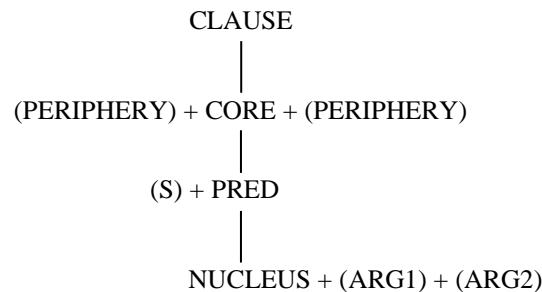 CLAUSE
(PERIPHERY) + CORE + (PERIPHERY)
(S) + PRED
NUCLEUS + (ARG1) + (ARG2)